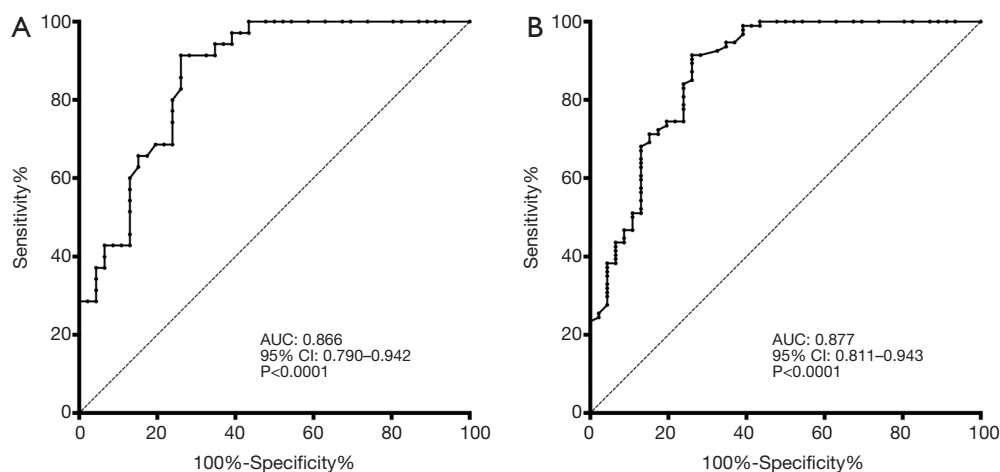 A
100
80
60
40
20
0
Sensitivity%
0 20 40 60 80 100
100%-Specificity%
AUC: 0.866
95% CI: 0.790–0.942
P<0.0001
B
100
80
60
40
20
0
Sensitivity%
0 20 40 60 80 100
100%-Specificity%
AUC: 0.877
95% CI: 0.811–0.943
P<0.0001